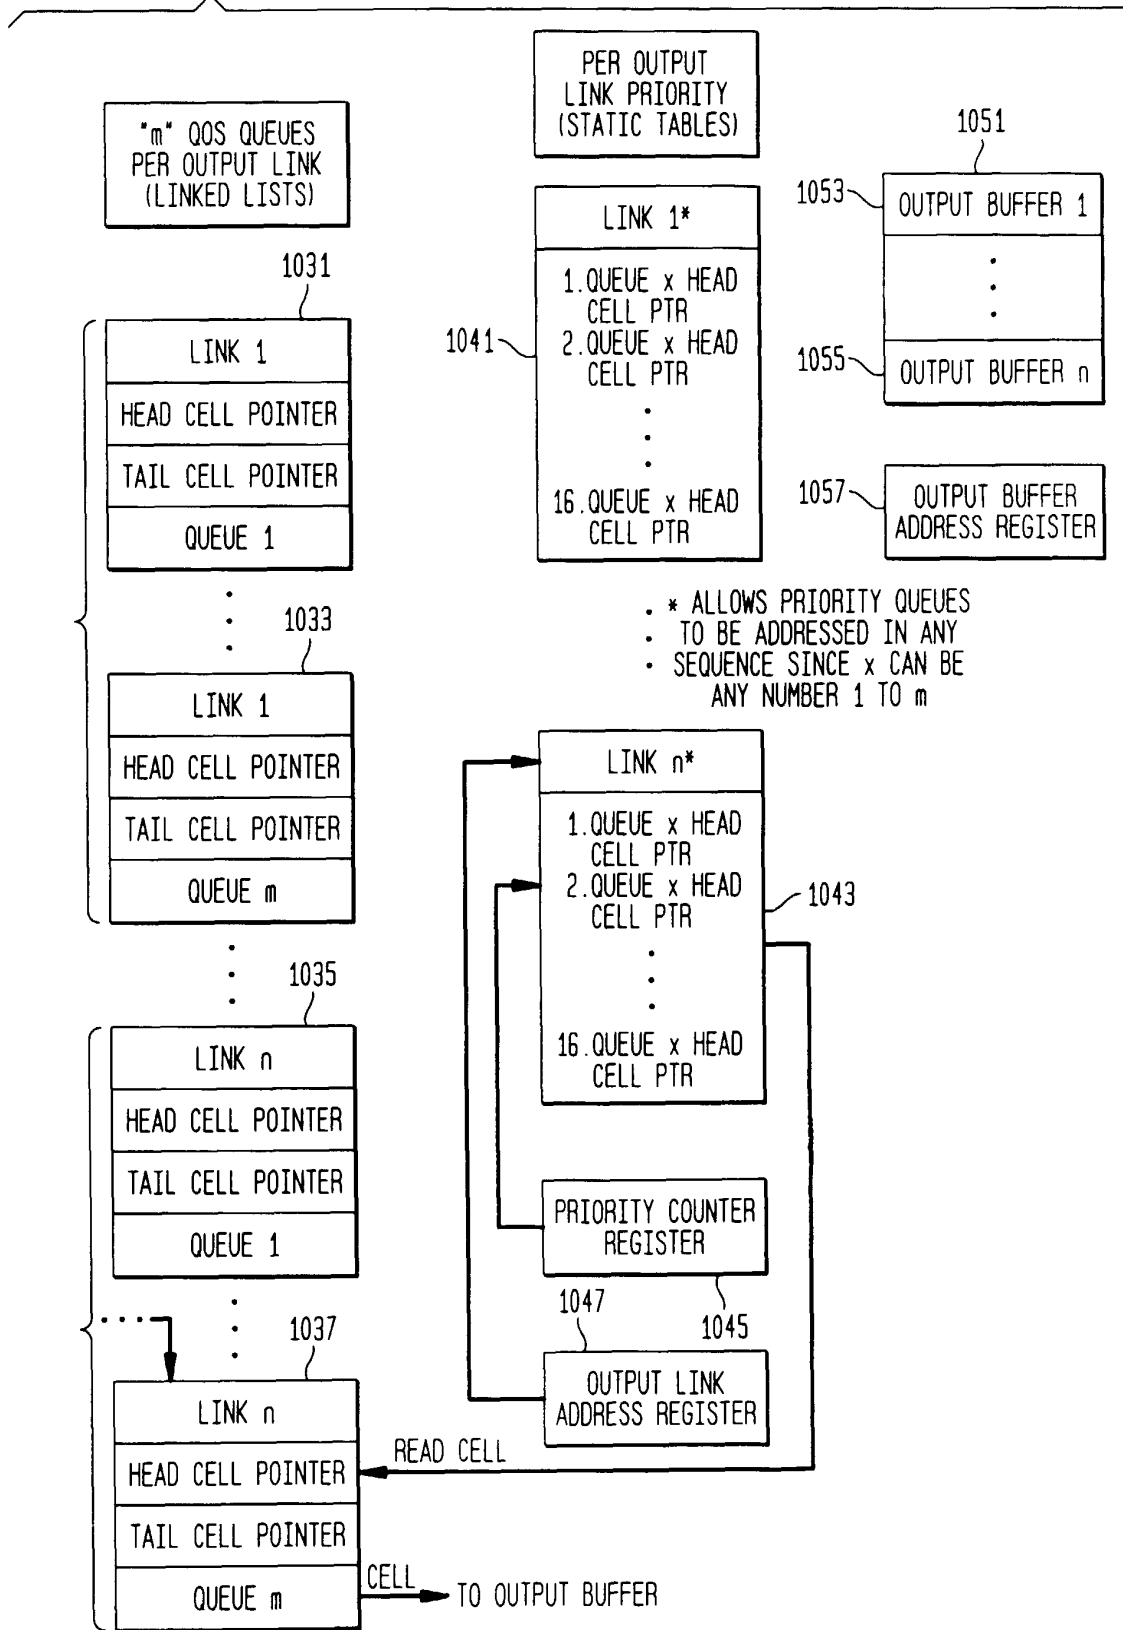 "m" QOS QUEUES
PER OUTPUT LINK
(LINKED LISTS)
1031
LINK 1
HEAD CELL POINTER
TAIL CELL POINTER
QUEUE 1
1033
LINK 1
HEAD CELL POINTER
TAIL CELL POINTER
QUEUE m
1035
LINK n
HEAD CELL POINTER
TAIL CELL POINTER
QUEUE 1
1037
LINK n
HEAD CELL POINTER
TAIL CELL POINTER
QUEUE m
READ CELL
CELL
TO OUTPUT BUFFER
PER OUTPUT
LINK PRIORITY
(STATIC TABLES)
LINK 1*
1041
1.QUEUE x HEAD
CELL PTR
2.QUEUE x HEAD
CELL PTR
16.QUEUE x HEAD
CELL PTR
* ALLOWS PRIORITY QUEUES
TO BE ADDRESSED IN ANY
SEQUENCE SINCE x CAN BE
ANY NUMBER 1 TO m
LINK n*
1.QUEUE x HEAD
CELL PTR
2.QUEUE x HEAD
CELL PTR
16.QUEUE x HEAD
CELL PTR
1043
PRIORITY COUNTER
REGISTER
1045
1047
OUTPUT LINK
ADDRESS REGISTER
1051
1053
OUTPUT BUFFER 1
1055
OUTPUT BUFFER n
1057
OUTPUT BUFFER
ADDRESS REGISTER